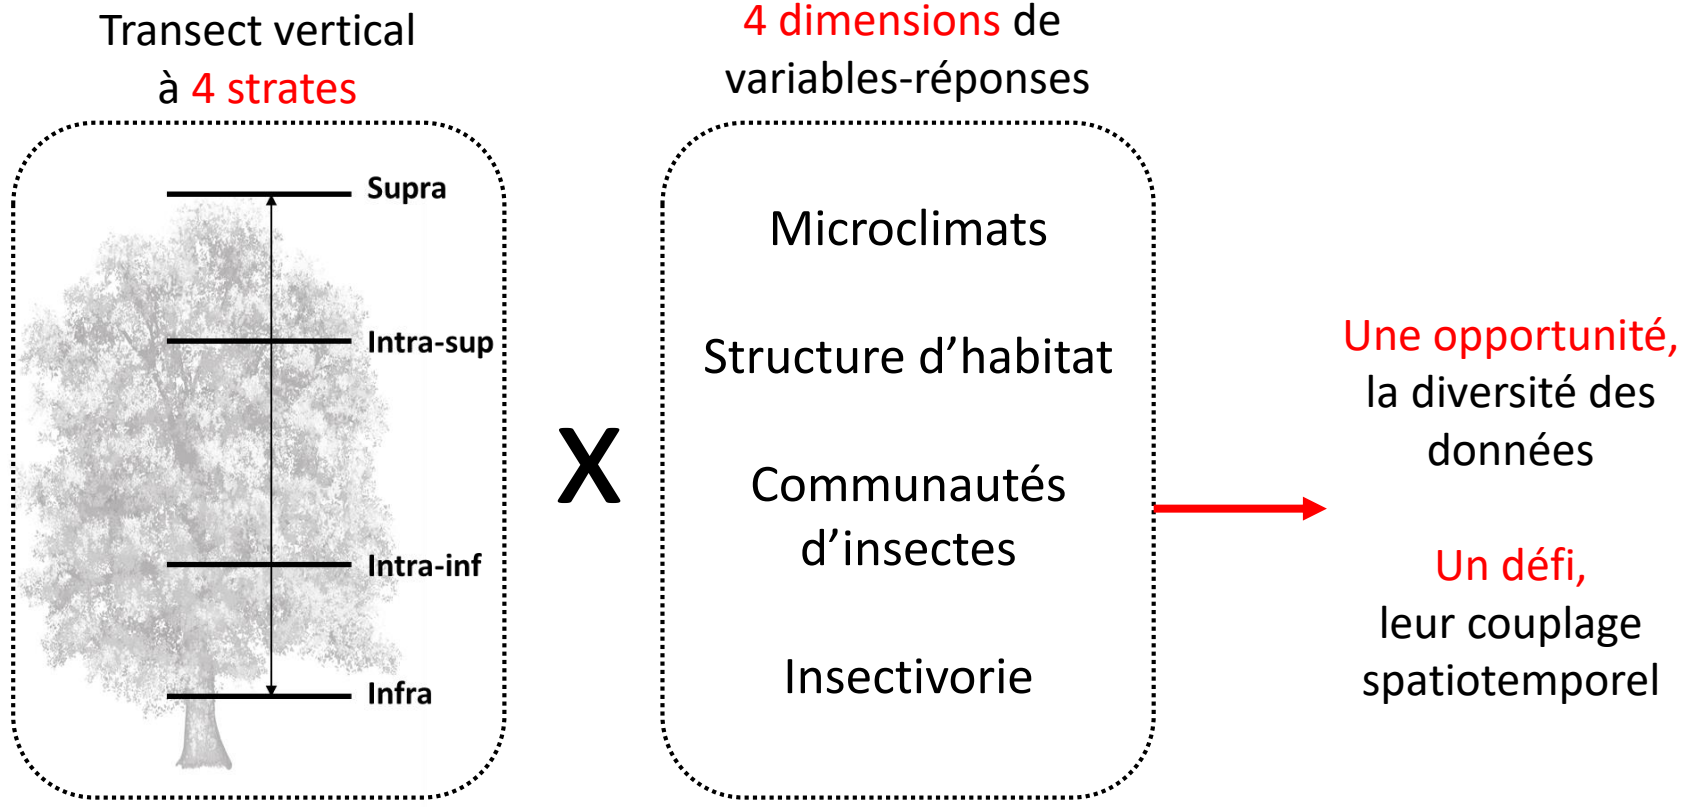 Transect vertical
à 4 strates
Supra
Intra-sup
Intra-inf
Infra
X
4 dimensions de
variables-réponses
Microclimats
Structure d’habitat
Communautés
d’insectes
Insectivorie
Une opportunité,
la diversité des
données
Un défi,
leur couplage
spatiotemporel